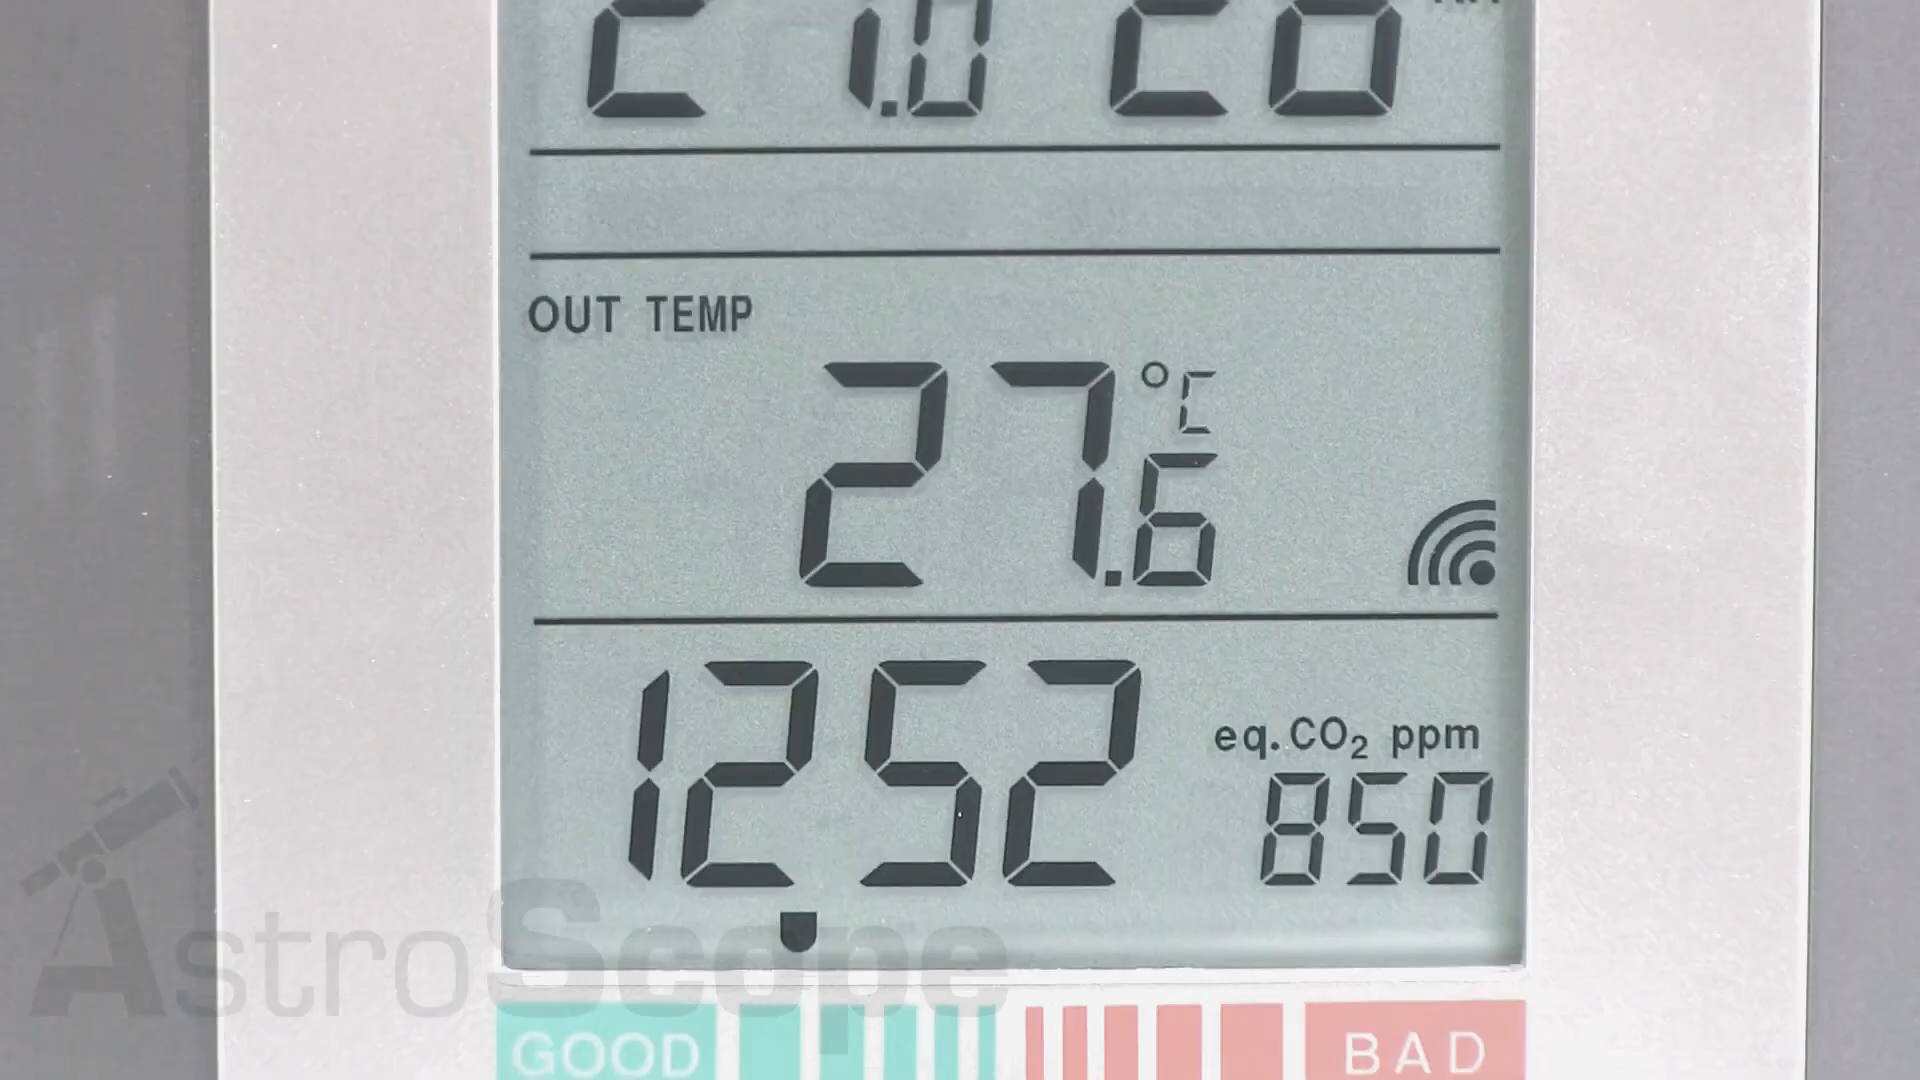 OUT TEMP
27.6 °C
1252 eq.CO₂ ppm
850
AstroScope
GOOD BAD